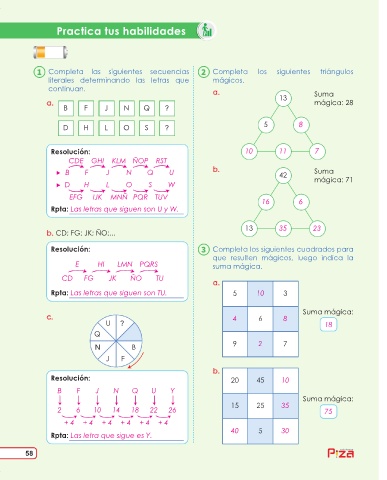 Practica tus habilidades
1 Completa las siguientes secuencias
literales determinando las letras que
continuan.
a.
B F J N Q ?
D H L O S ?
Resolución:
CDE GHI KLM ÑOP RST
B F J N Q U
D H L O S W
EFG IJK MNÑ PQR TUV
Rpta: Las letras que siguen son U y W.
b. CD: FG: JK: ÑO:...
Resolución:
E HI LMN PQRS
CD FG JK ÑO TU
Rpta: Las letras que siguen son TU.
c.
U ?
Q
N B
J F
Resolución:
B F J N Q U Y
2 6 10 14 18 22 26
+ 4 + 4 + 4 + 4 + 4 + 4
Rpta: Las letra que sigue es Y.
2 Completa los siguientes triángulos
mágicos.
a.
Suma
mágica: 28
13
5 8
10 11 7
b.
Suma
mágica: 71
42
16 6
13 35 23
3 Completa los siguientes cuadrados para
que resulten mágicos, luego indica la
suma mágica.
a.
5 10 3
4 6 8
9 2 7
Suma mágica:
18
b.
20 45 10
15 25 35
40 5 30
Suma mágica:
75
58